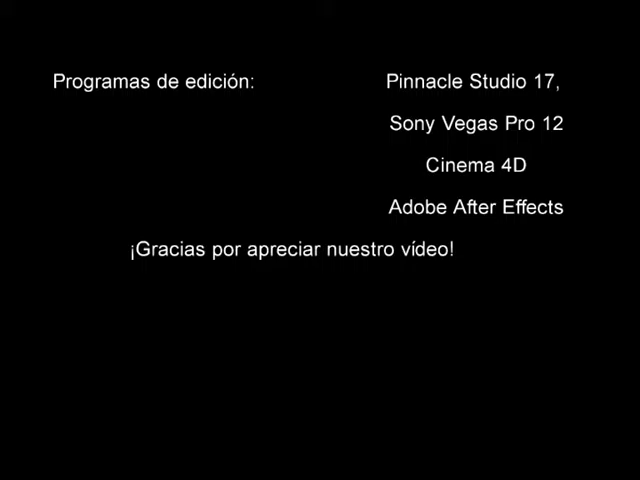 Programas de edición: Pinnacle Studio 17,
Sony Vegas Pro 12
Cinema 4D
Adobe After Effects
¡Gracias por apreciar nuestro vídeo!